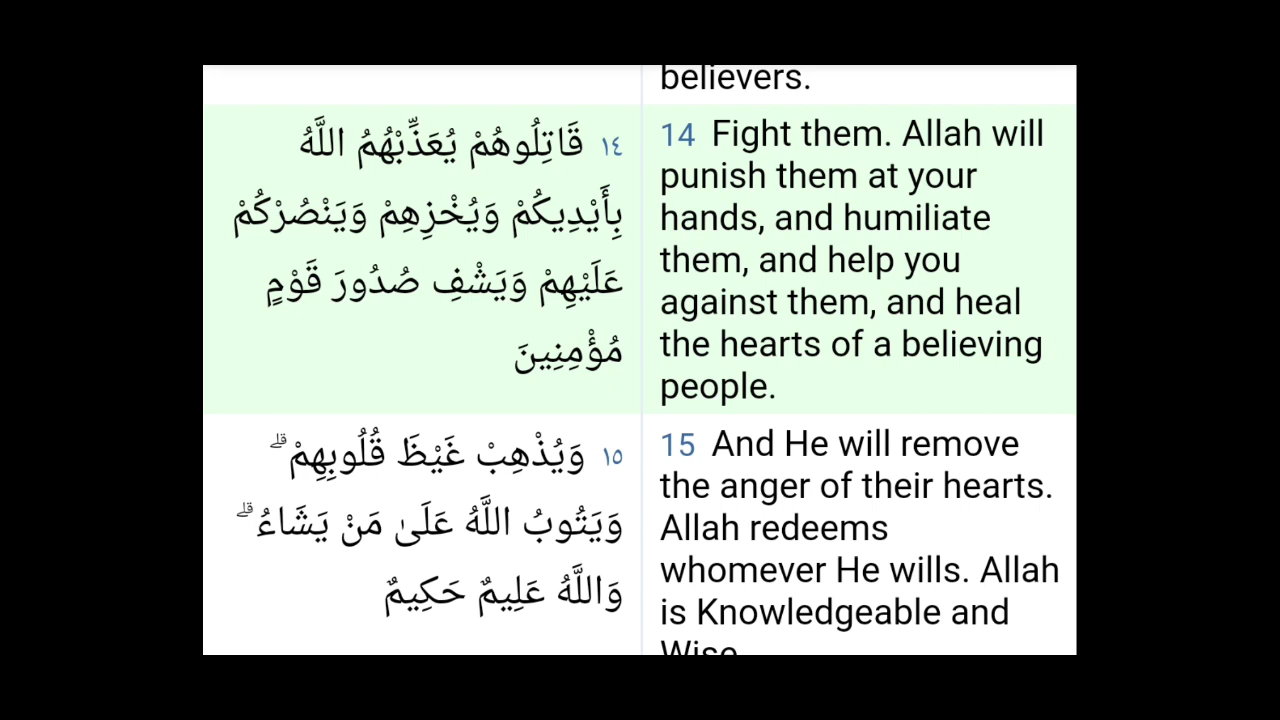 believers.
١٤ قَاتِلُوهُمْ يُعَذِّبْهُمُ اللَّهُ
بِأَيْدِيكُمْ وَيُخْزِهِمْ وَيَنْصُرْكُمْ
عَلَيْهِمْ وَيَشْفِ صُدُورَ قَوْمٍ
مُؤْمِنِينَ
14 Fight them. Allah will
punish them at your
hands, and humiliate
them, and help you
against them, and heal
the hearts of a believing
people.
١٥ وَيُذْهِبْ غَيْظَ قُلُوبِهِمْ ۗ
وَيَتُوبُ اللَّهُ عَلَىٰ مَنْ يَشَاءُ ۗ
وَاللَّهُ عَلِيمٌ حَكِيمٌ
15 And He will remove
the anger of their hearts.
Allah redeems
whomever He wills. Allah
is Knowledgeable and
Wise